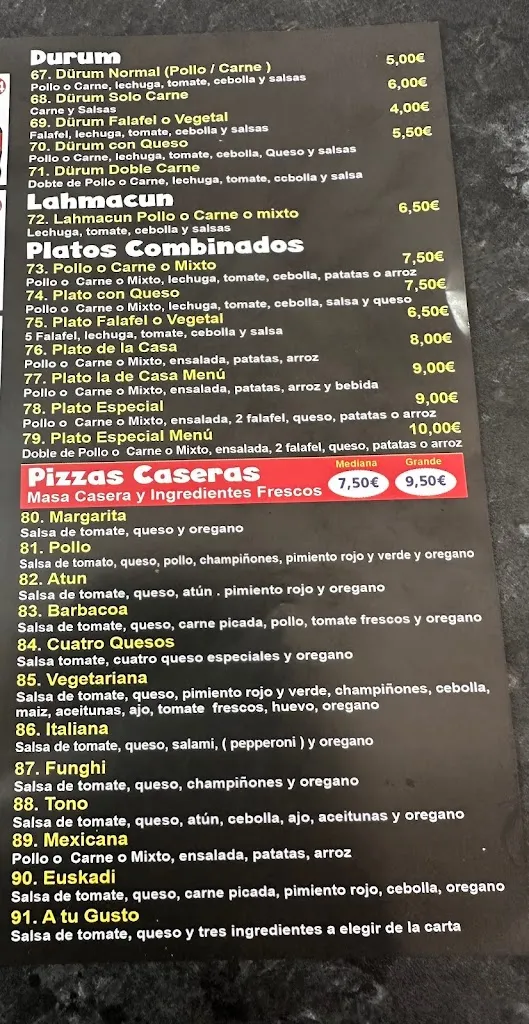 Durum
67. Dürum Normal (Pollo / Carne ) 5,00€
Pollo o Carne, lechuga, tomate, cebolla y salsas
68. Dürum Solo Carne 6,00€
Carne y Salsas
69. Dürum Falafel o Vegetal 4,00€
Falafel, lechuga, tomate, cebolla y salsas
70. Dürum con Queso 5,50€
Pollo o Carne, lechuga, tomate, cebolla, Queso y salsas
71. Dürum Doble Carne
Dobte de Pollo o Carne, lechuga, tomate, ccbolla y salsa
Lahmacun
72. Lahmacun Pollo o Carne o mixto 6,50€
Lechuga, tomate, cebolla y salsas
Platos Combinados
73. Pollo o Carne o Mixto 7,50€
Pollo o Carne o Mixto, lechuga, tomate, cebolla, patatas o arroz
74. Plato con Queso 7,50€
Pollo o Carne o Mixto, lechuga, tomate, cebolla, salsa y queso
75. Plato Falafel o Vegetal 6,50€
5 Falafel, lechuga, tomate, cebolla y salsa
76. Plato de la Casa 8,00€
Pollo o Carne o Mixto, ensalada, patatas, arroz
77. Plato la de Casa Menú 9,00€
Pollo o Carne o Mixto, ensalada, patatas, arroz y bebida
78. Plato Especial 9,00€
Pollo o Carne o Mixto, ensalada, 2 falafel, queso, patatas o arroz
79. Plato Especial Menú 10,00€
Doble de Pollo o Carne o Mixto, ensalada, 2 falafel, queso, patatas o arroz
Pizzas Caseras Mediana Grande
Masa Casera y Ingredientes Frescos 7,50€ 9,50€
80. Margarita
Salsa de tomate, queso y oregano
81. Pollo
Salsa de tomato, queso, pollo, champiñones, pimiento rojo y verde y oregano
82. Atun
Salsa de tomate, queso, atún . pimiento rojo y oregano
83. Barbacoa
Salsa de tomate, queso, carne picada, pollo, tomate frescos y oregano
84. Cuatro Quesos
Salsa tomate, cuatro queso especiales y oregano
85. Vegetariana
Salsa de tomate, queso, pimiento rojo y verde, champiñones, cebolla,
maiz, aceitunas, ajo, tomate frescos, huevo, oregano
86. Italiana
Salsa de tomate, queso, salami, ( pepperoni ) y oregano
87. Funghi
Salsa de tomate, queso, champiñones y oregano
88. Tono
Salsa de tomate, queso, atún, cebolla, ajo, aceitunas y oregano
89. Mexicana
Pollo o Carne o Mixto, ensalada, patatas, arroz
90. Euskadi
Salsa de tomate, queso, carne picada, pimiento rojo, cebolla, oregano
91. A tu Gusto
Salsa de tomate, queso y tres ingredientes a elegir de la carta